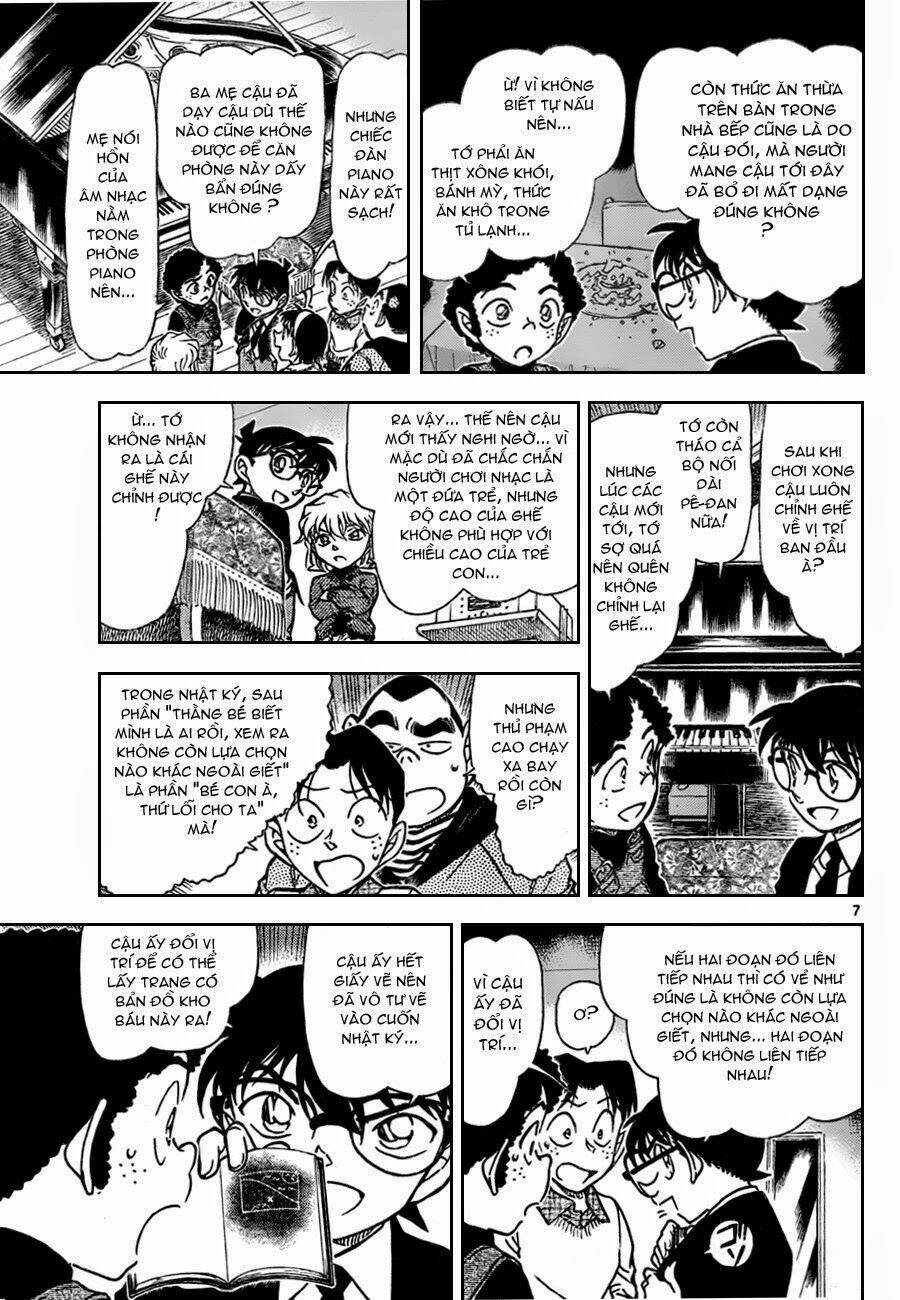 CÒN THỨC ĂN THỪA
TRÊN BÀN TRONG
NHÀ BẾP CŨNG LÀ DO
CẬU ĐÓI, MÀ NGƯỜI
MANG CẬU TỚI ĐÂY
ĐÃ BỎ ĐI MẤT DẠNG
ĐÚNG KHÔNG
?
Ừ! VÌ KHÔNG
BIẾT TỰ NẤU
NÊN...
TỚ PHẢI ĂN
THỊT XÔNG KHÓI,
BÁNH MỲ, THỨC
ĂN KHÔ TRONG
TỦ LẠNH...
NHƯNG
CHIẾC
ĐÀN
PIANO
NÀY RẤT
SẠCH!
BA MẸ CẬU ĐÃ
DẠY CẬU DÙ THẾ
NÀO CŨNG KHÔNG
ĐƯỢC ĐỂ CĂN
PHÒNG NÀY DẤY
BẨN ĐÚNG
KHÔNG ?
MẸ NÓI
HỒN
CỦA
ÂM NHẠC
NẰM
TRONG
PHÒNG
PIANO
NÊN...
SAU KHI
CHƠI XONG
CẬU LUÔN
CHỈNH GHẾ
VỀ VỊ TRÍ
BAN ĐẦU
À?
TỚ CÒN
THÁO CẢ
BỘ NỐI
DÀI
PÊ-ĐAN
NỮA!
NHƯNG
LÚC CÁC
CẬU MỚI
TỚI, TỚ
SỢ QUÁ
NÊN QUÊN
KHÔNG
CHỈNH LẠI
GHẾ...
RA VẬY... THẾ NÊN CẬU
MỚI THẤY NGHI NGỜ... VÌ
MẶC DÙ ĐÃ CHẮC CHẮN
NGƯỜI CHƠI NHẠC LÀ
MỘT ĐỨA TRẺ, NHƯNG
ĐỘ CAO CỦA GHẾ
KHÔNG PHÙ HỢP VỚI
CHIỀU CAO CỦA TRẺ
CON...
Ừ... TỚ
KHÔNG NHẬN
RA LÀ CÁI
GHẾ NÀY
CHỈNH ĐƯỢC
!
NHƯNG
THỦ PHẠM
CAO CHẠY
XA BAY
RỒI CÒN
GÌ?
TRONG NHẬT KÝ, SAU
PHẦN "THẰNG BÉ BIẾT
MÌNH LÀ AI RỒI, XEM RA
KHÔNG CÒN LỰA CHỌN
NÀO KHÁC NGOÀI GIẾT"
LÀ PHẦN "BÉ CON À,
THỨ LỖI CHO TA"
MÀ!
7
NẾU HAI ĐOẠN ĐÓ LIÊN
TIẾP NHAU THÌ CÓ VẺ NHƯ
ĐÚNG LÀ KHÔNG CÒN LỰA
CHỌN NÀO KHÁC NGOÀI
GIẾT, NHƯNG... HAI ĐOẠN
ĐÓ KHÔNG LIÊN TIẾP
NHAU!
Ơ?
VÌ CẬU
ẤY ĐÃ
ĐỔI VỊ
TRÍ...
CẬU ẤY HẾT
GIẤY VẼ NÊN
ĐÃ VÔ TƯ VẼ
VÀO CUỐN
NHẬT KÝ...
CẬU ẤY ĐỔI VỊ
TRÍ ĐỂ CÓ THỂ
LẤY TRANG CÓ
BẢN ĐỒ KHO
BÁU NÀY RA!